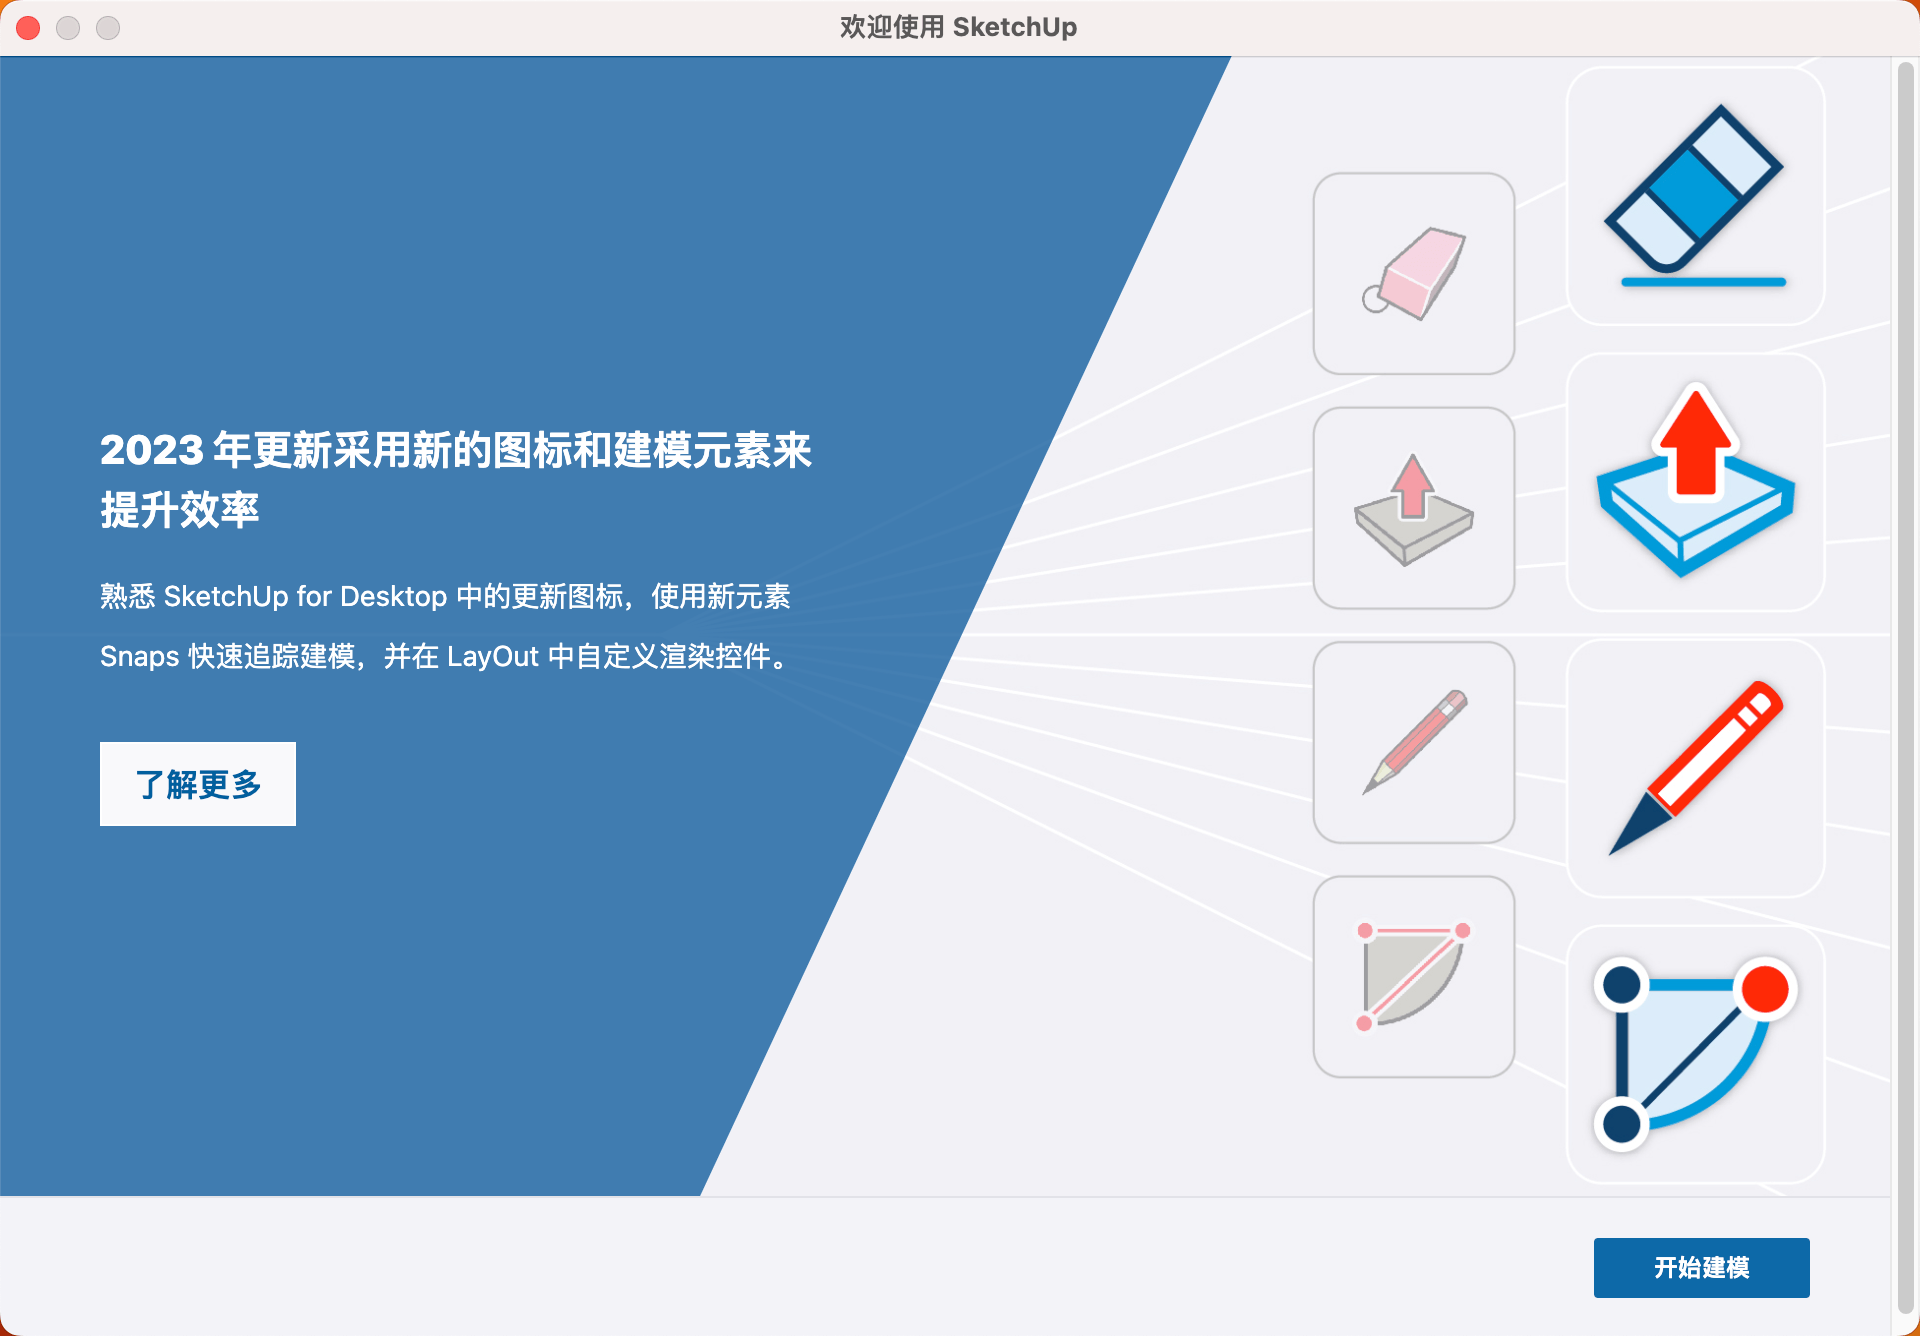 欢迎使用 SketchUp
2023 年更新采用新的图标和建模元素来
提升效率
熟悉 SketchUp for Desktop 中的更新图标，使用新元素
Snaps 快速追踪建模，并在 LayOut 中自定义渲染控件。
了解更多
开始建模